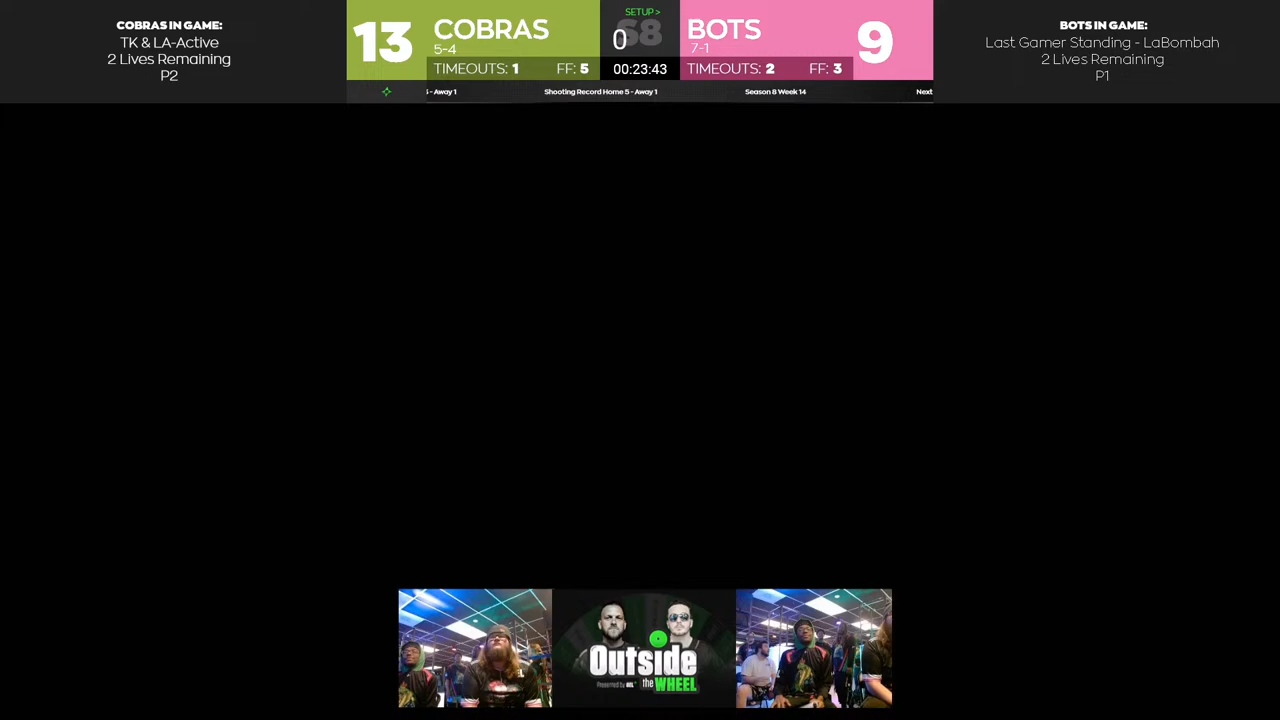 COBRAS IN GAME:
TK & LA-Active
2 Lives Remaining
P2
13
COBRAS
5-4
TIMEOUTS: 1 FF: 5
SETUP >
S8
0
00:23:43
BOTS
7-1
TIMEOUTS: 2 FF: 3
9
BOTS IN GAME:
Last Gamer Standing - LaBombah
2 Lives Remaining
P1
- Away 1 Shooting Record Home 5 - Away 1 Season 8 Week 14 Next
Outside
the WHEEL
Presented by